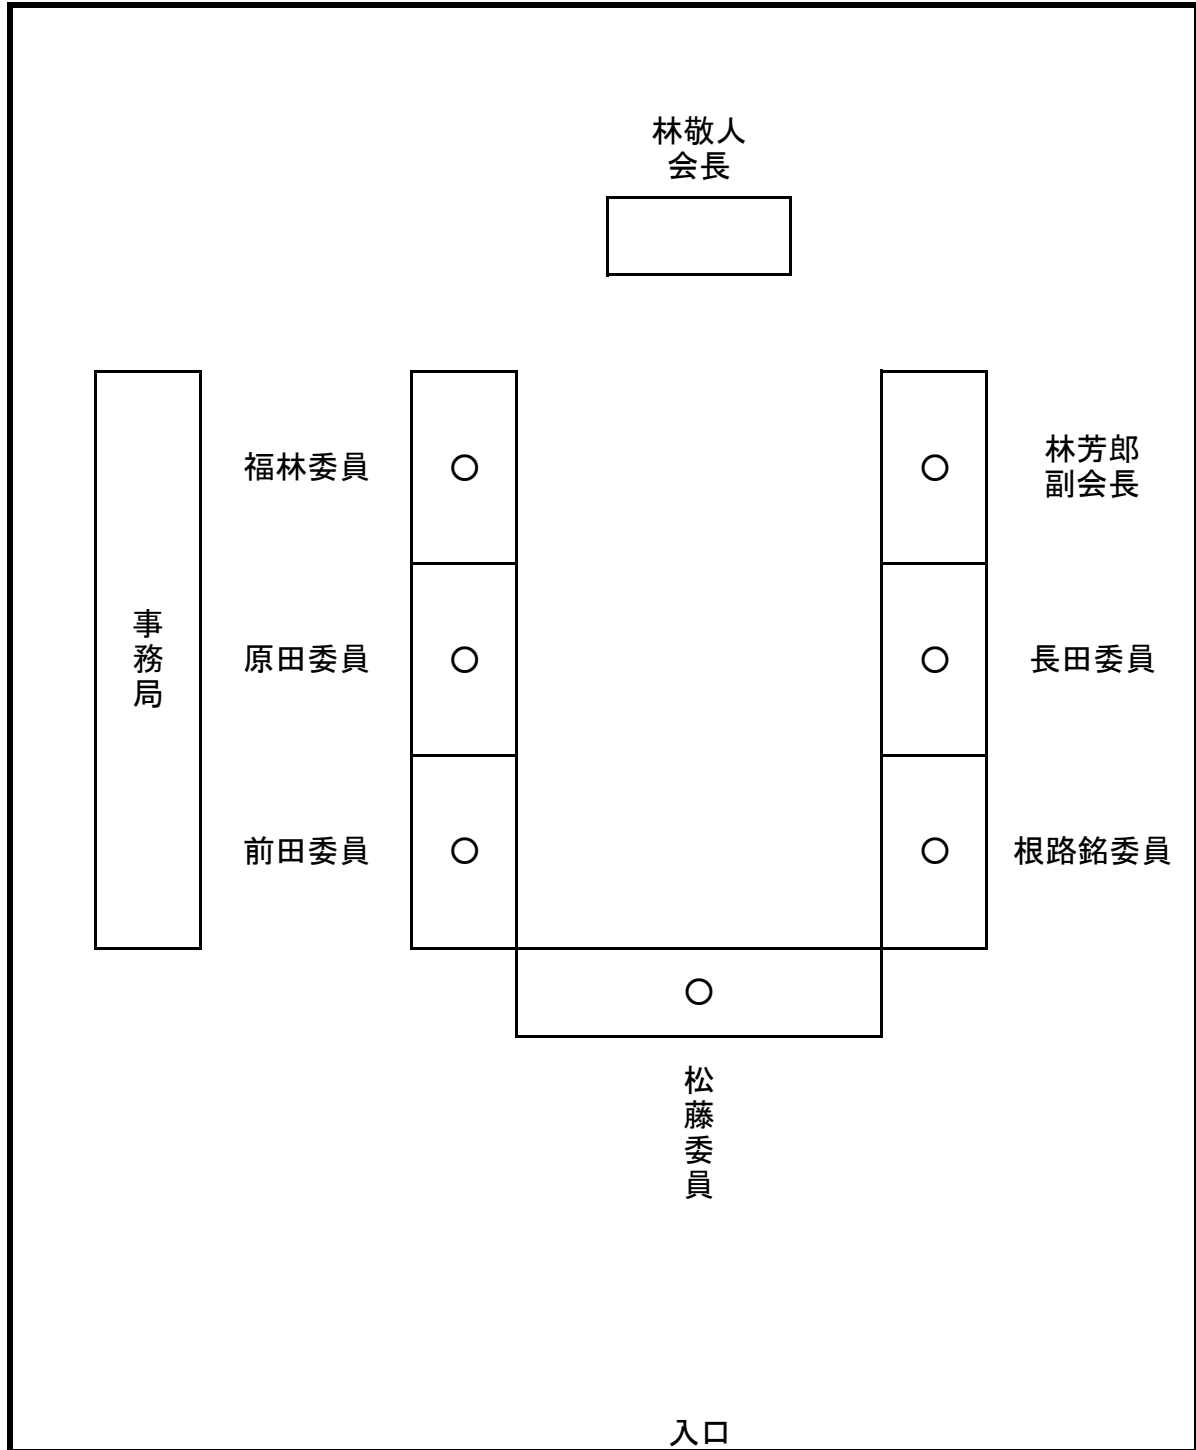 林敬人
会長
福林委員
○
○
林芳郎
副会長
事務局
原田委員
○
○
長田委員
前田委員
○
○
根路銘委員
○
松藤委員
入口